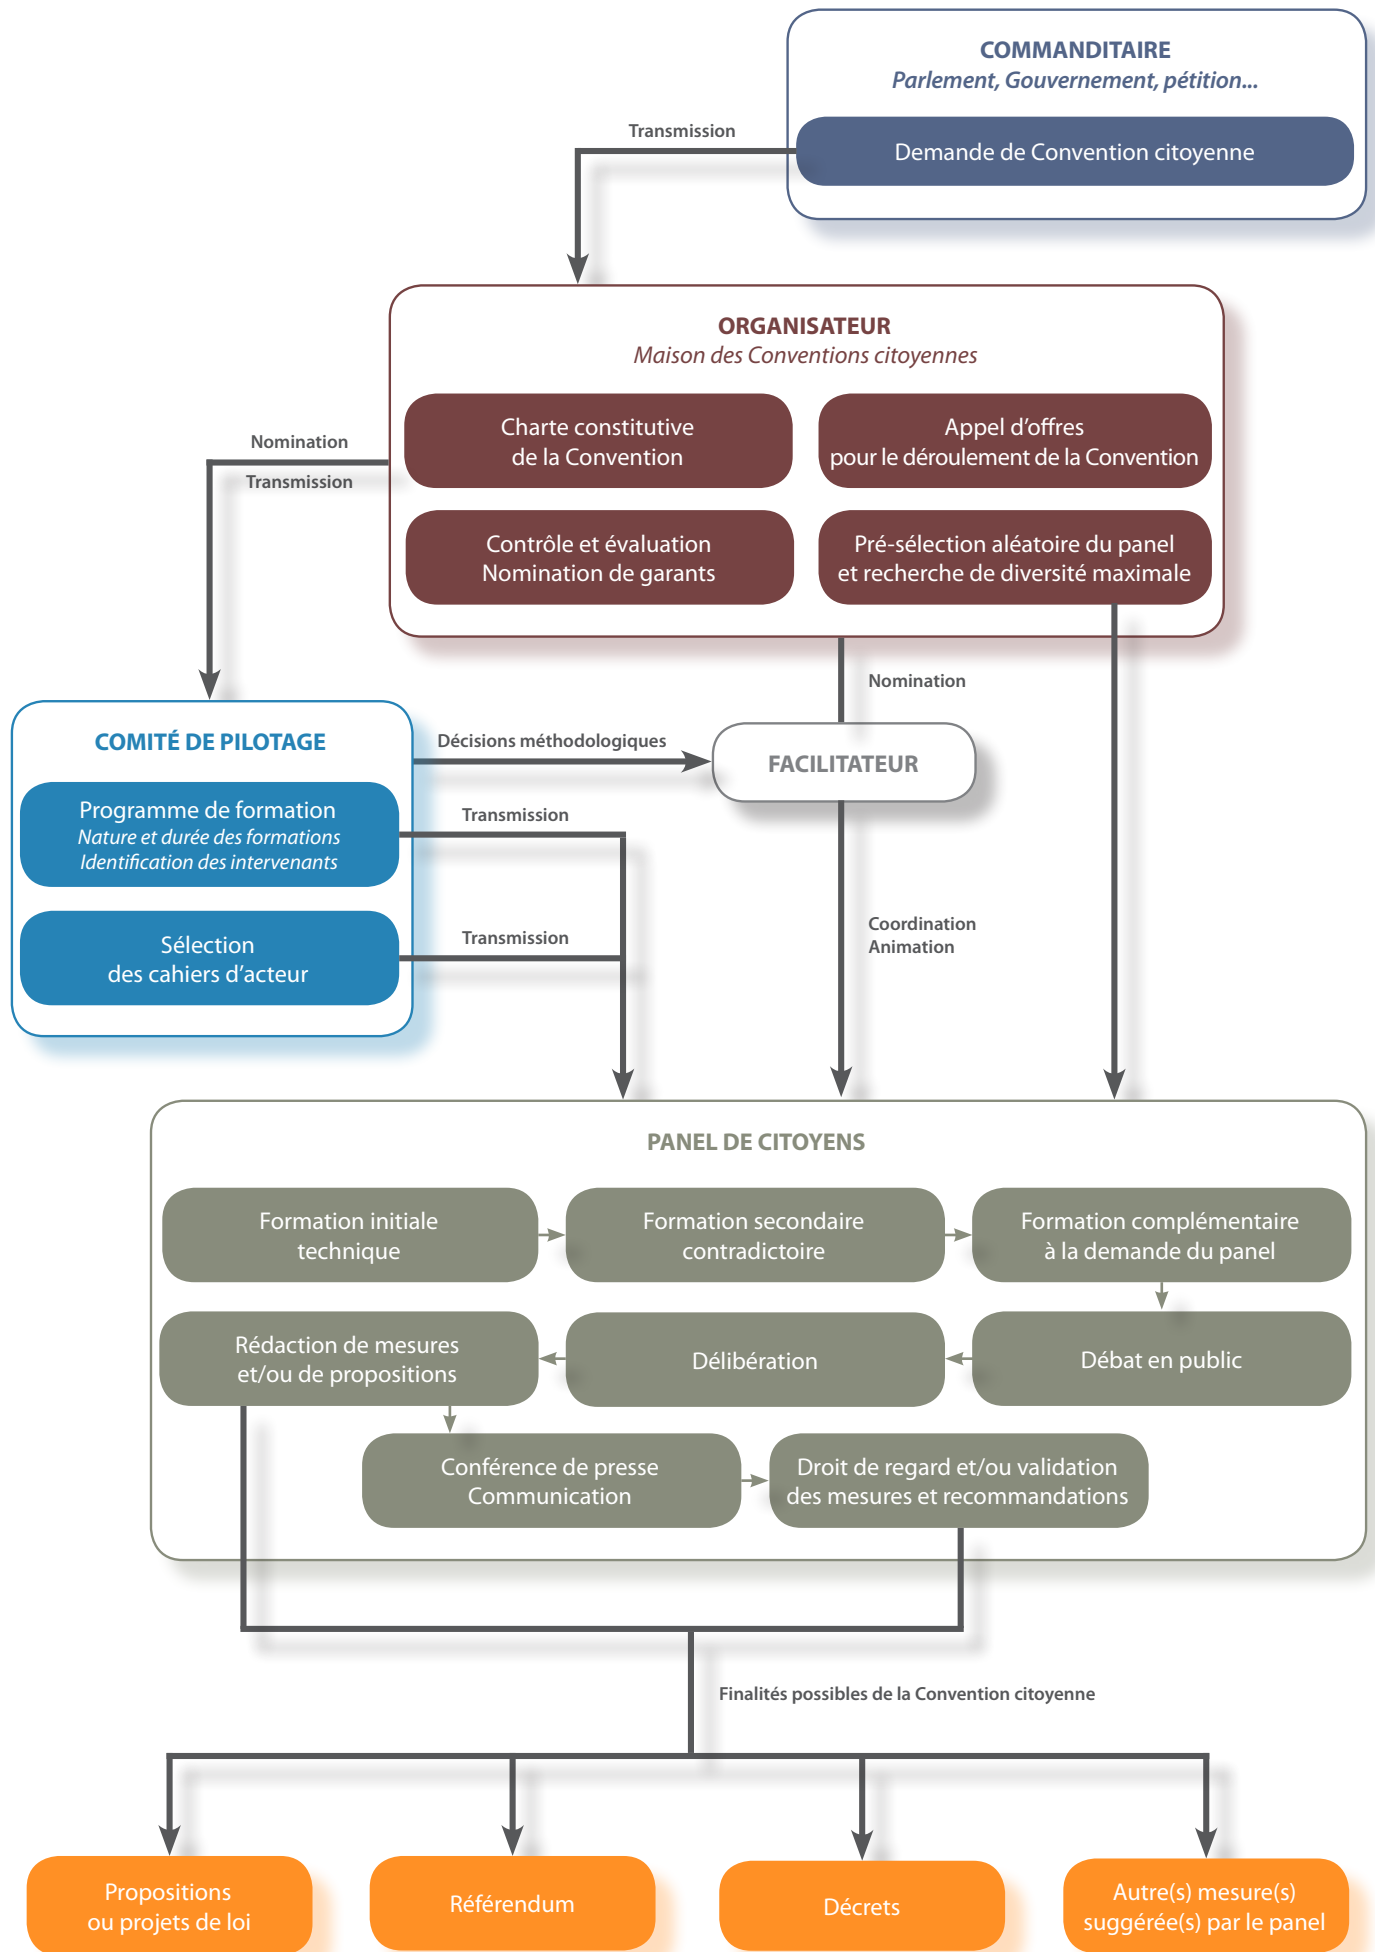 COMMANDITAIRE
Parlement, Gouvernement, pétition...
Demande de Convention citoyenne
Transmission
ORGANISATEUR
Maison des Conventions citoyennes
Charte constitutive
de la Convention
Appel d'offres
pour le déroulement de la Convention
Contrôle et évaluation
Nomination de garants
Pré-sélection aléatoire du panel
et recherche de diversité maximale
Nomination
Transmission
Nomination
COMITÉ DE PILOTAGE
Programme de formation
Nature et durée des formations
Identification des intervenants
Sélection
des cahiers d'acteur
Décisions méthodologiques
FACILITATEUR
Transmission
Transmission
Coordination
Animation
PANEL DE CITOYENS
Formation initiale
technique
Formation secondaire
contradictoire
Formation complémentaire
à la demande du panel
Rédaction de mesures
et/ou de propositions
Délibération
Débat en public
Conférence de presse
Communication
Droit de regard et/ou validation
des mesures et recommandations
Finalités possibles de la Convention citoyenne
Propositions
ou projets de loi
Référendum
Décrets
Autre(s) mesure(s)
suggérée(s) par le panel